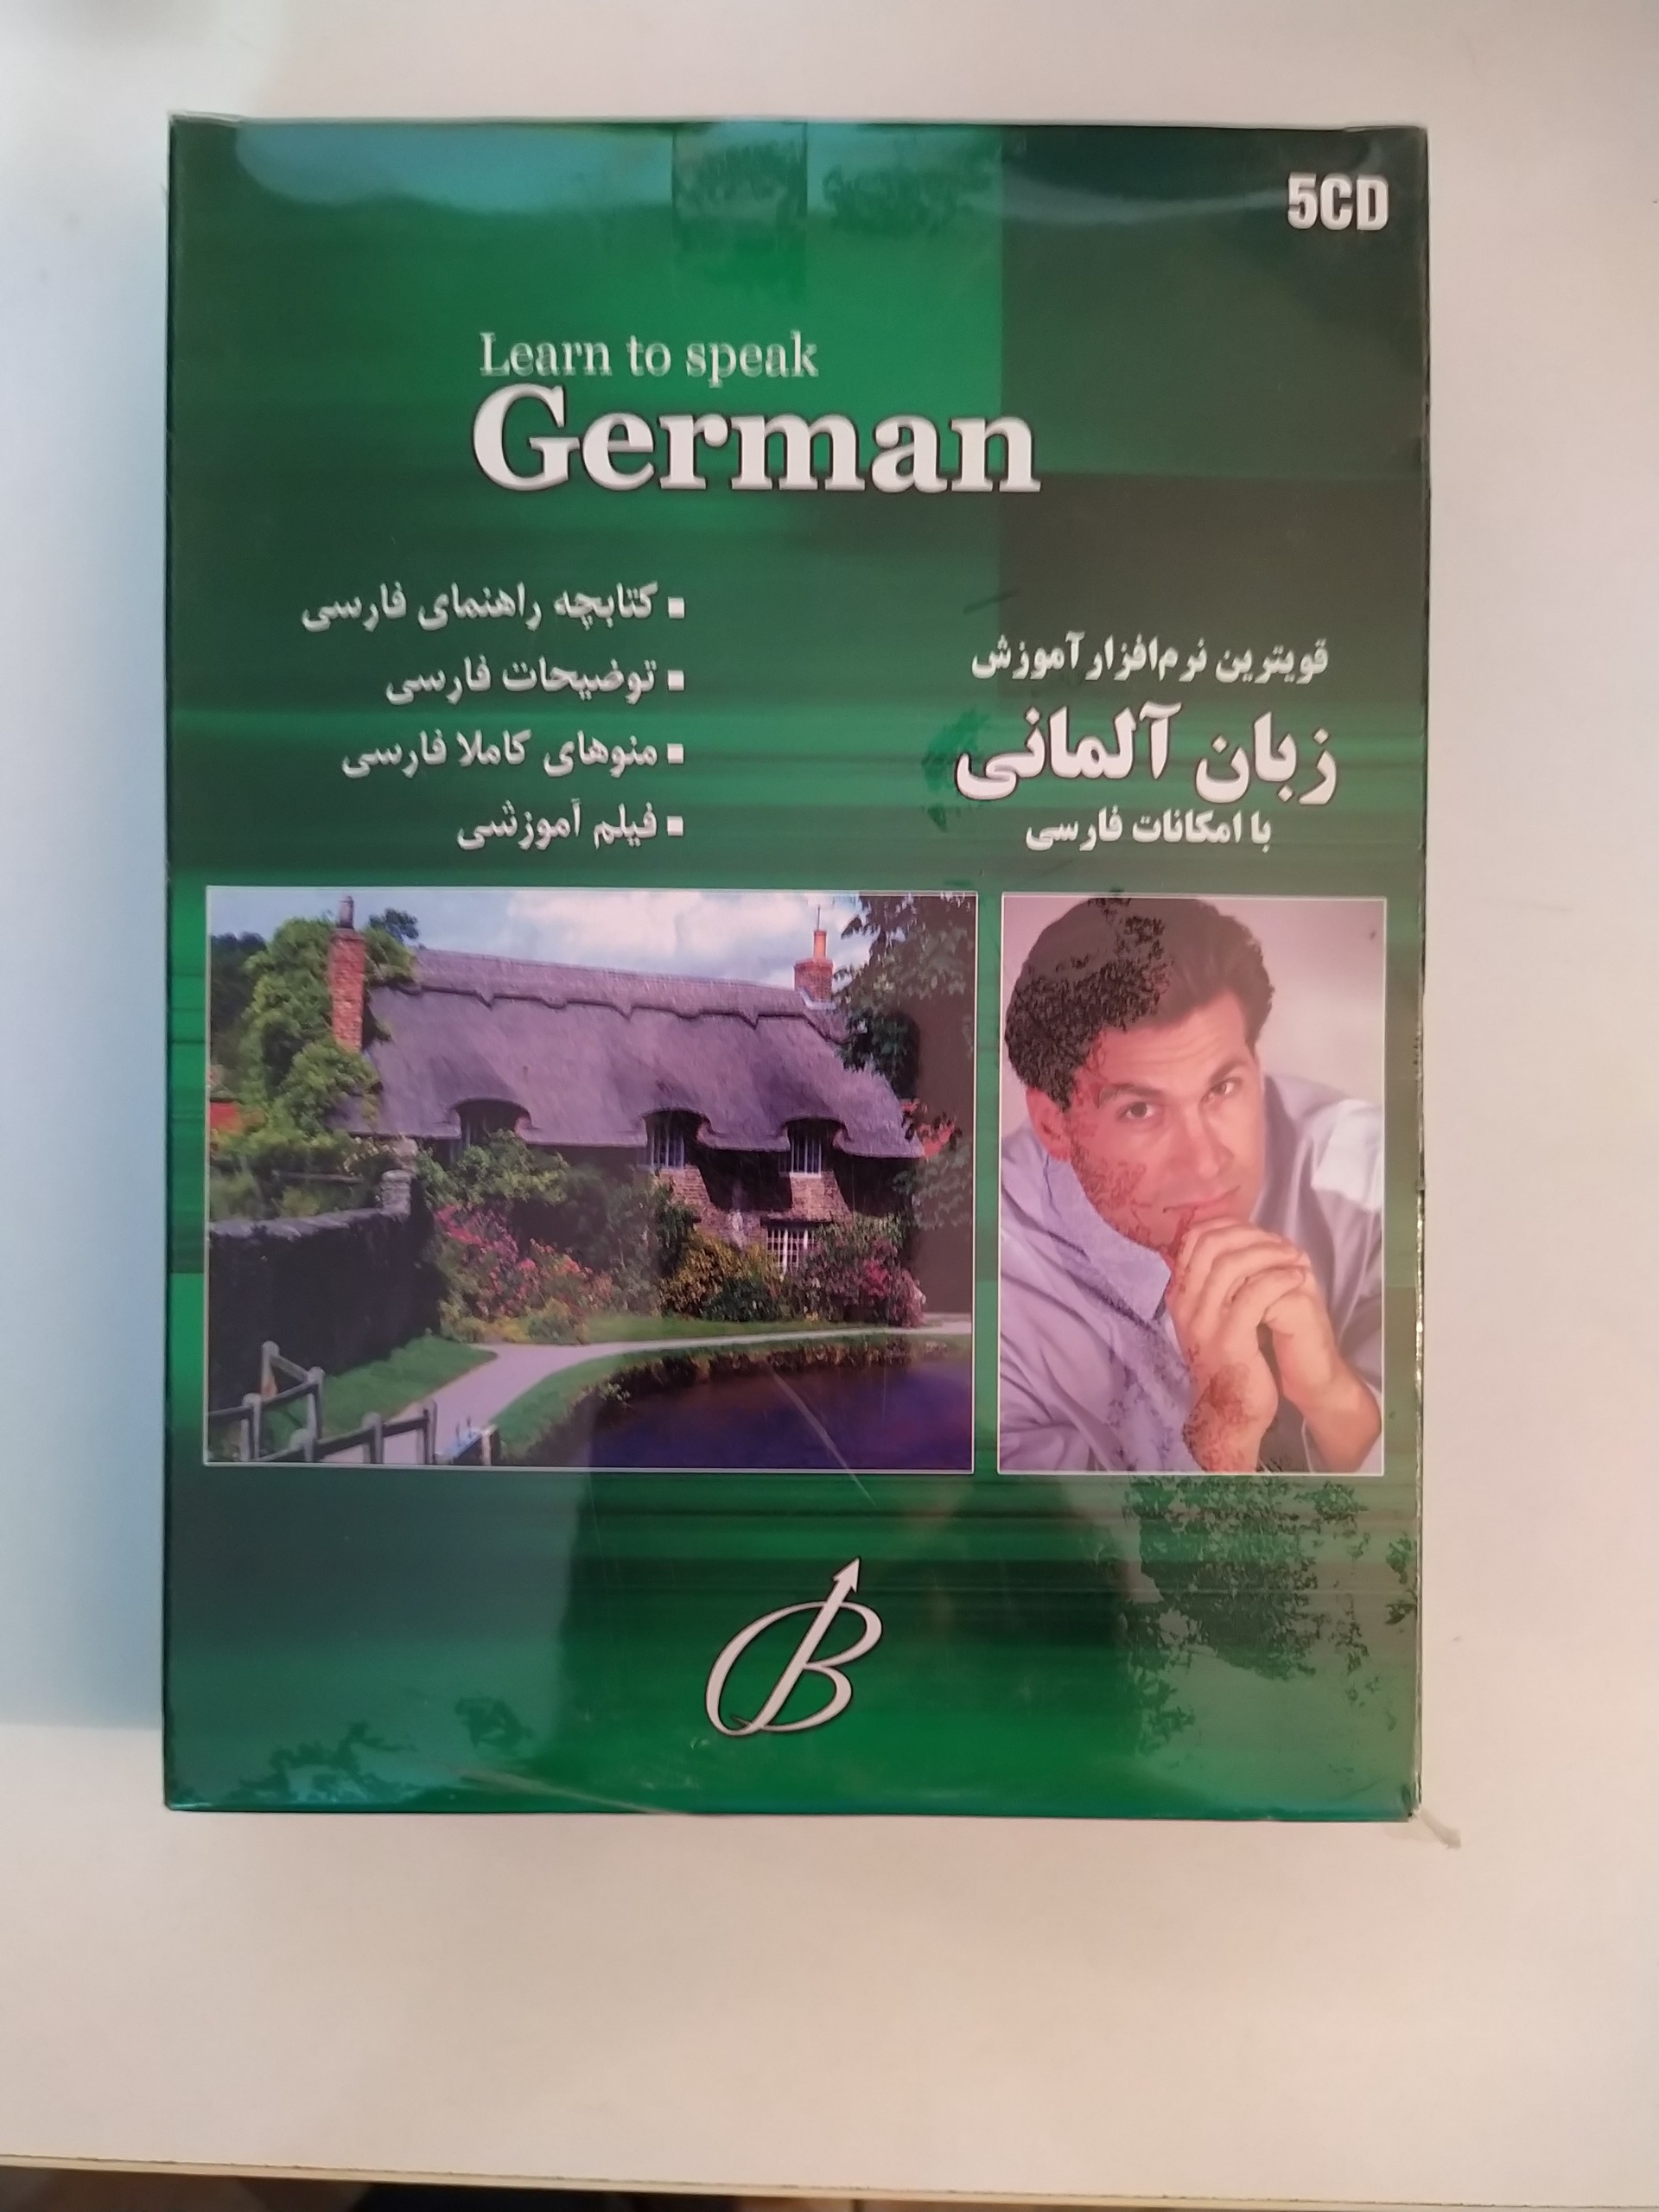 5CD
Learn to speak
German
قویترین نرم‌افزار آموزش
زبان آلمانی
با امکانات فارسی
▪ کتابچه راهنمای فارسی
▪ توضیحات فارسی
▪ منوهای کاملا فارسی
▪ فیلم آموزشی
B